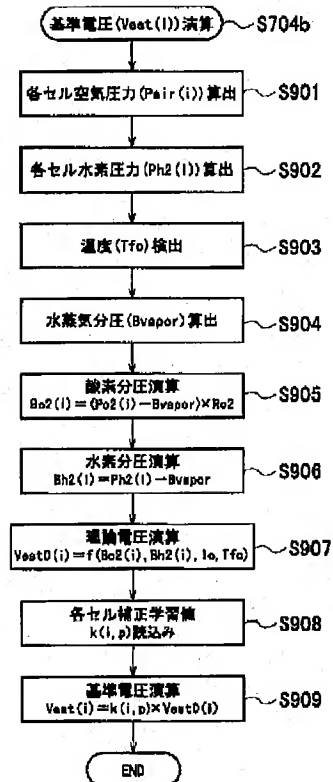 基準電圧(Vest(i))演算
S704b
各セル空気圧力(Pair(i))算出
S901
各セル水素圧力(Ph2(i))算出
S902
温度(Tfc)検出
S903
水蒸気分圧(Bvapor)算出
S904
酸素分圧演算
S905
Bo2(i)=(Po2(i)−Bvapor)×Ro2
水素分圧演算
S906
Bh2(i)=Ph2(i)−Bvapor
理論電圧演算
S907
VestD(i)=f(Bo2(i),Bh2(i),Io,Tfc)
各セル補正学習値
S908
k(i,p)読込み
基準電圧演算
S909
Vest(i)=k(i,p)×VestD(i)
END